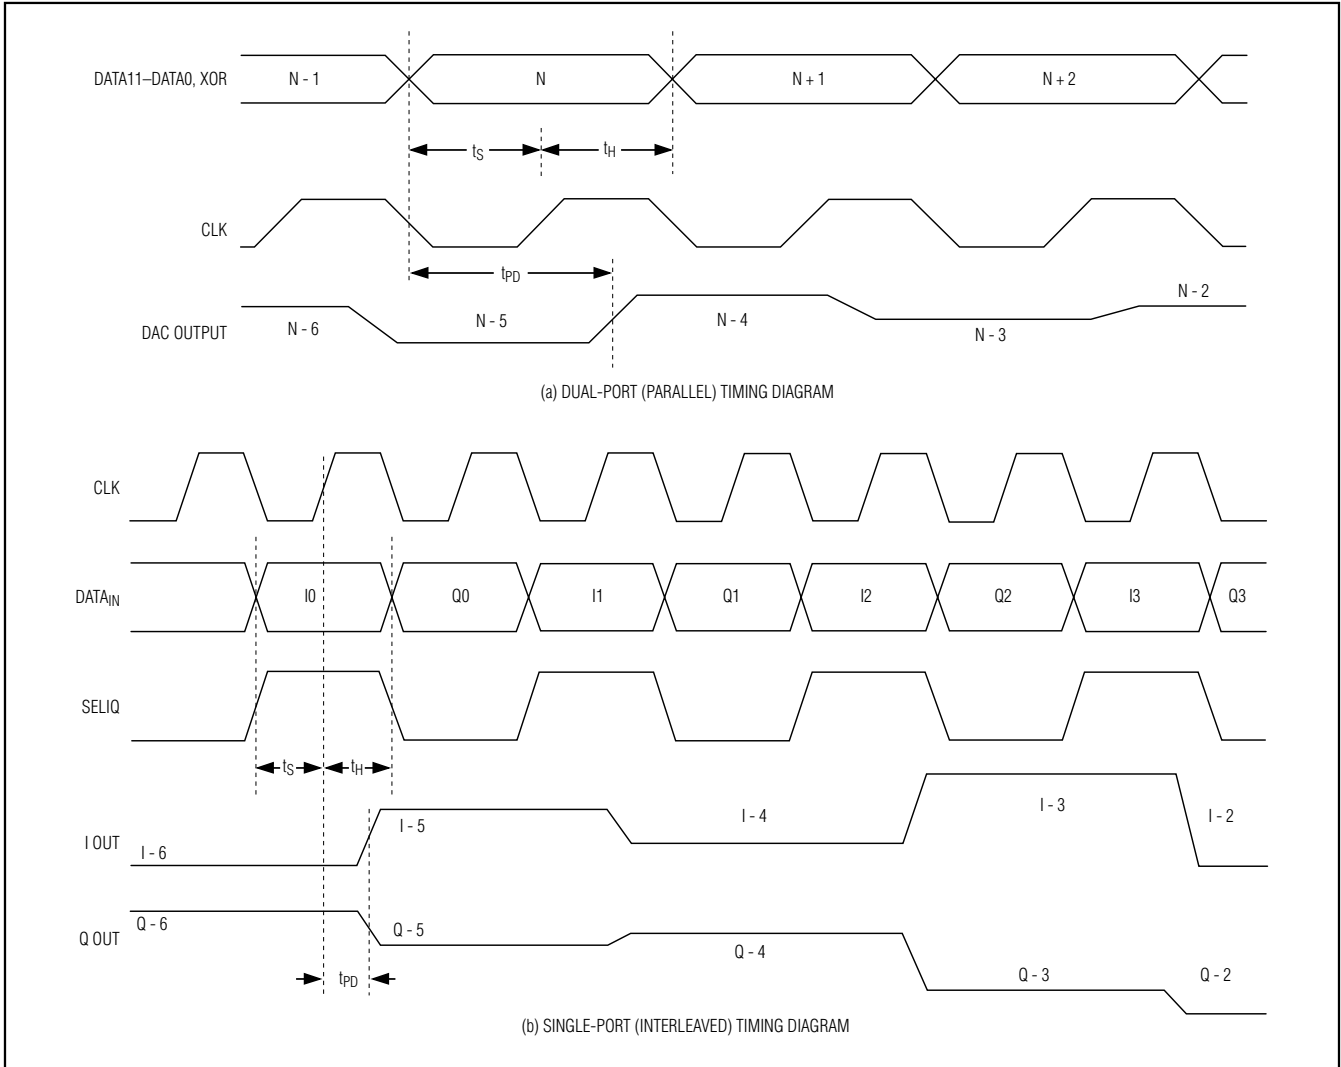 DATA11–DATA0, XOR N - 1 N N + 1 N + 2
tS tH
CLK
tPD
DAC OUTPUT N - 6 N - 5 N - 4 N - 3 N - 2
(a) DUAL-PORT (PARALLEL) TIMING DIAGRAM
CLK
DATAIN I0 Q0 I1 Q1 I2 Q2 I3 Q3
SELIQ
tS tH
I OUT I - 6 I - 5 I - 4 I - 3 I - 2
Q OUT Q - 6 Q - 5 Q - 4 Q - 3 Q - 2
tPD
(b) SINGLE-PORT (INTERLEAVED) TIMING DIAGRAM